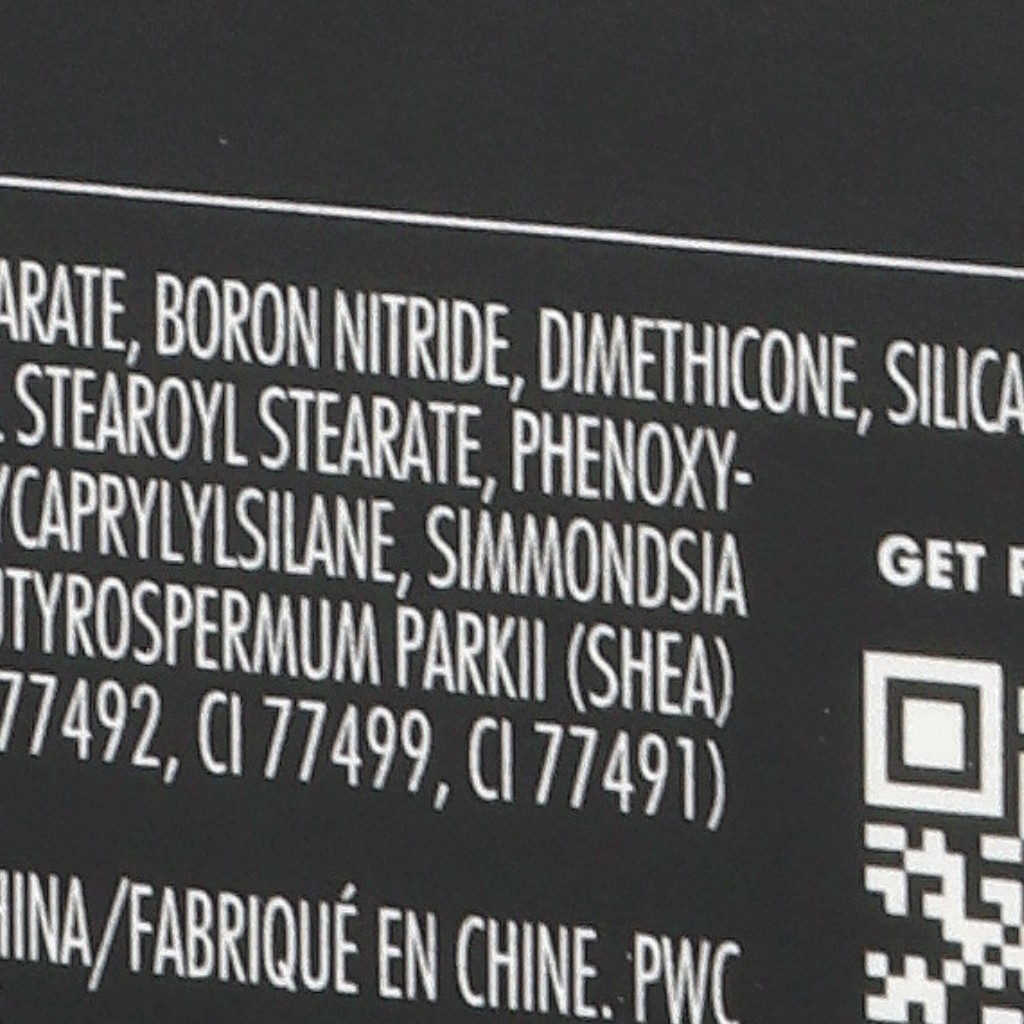 ARATE, BORON NITRIDE, DIMETHICONE, SILICA
STEAROYL STEARATE, PHENOXY-
YCAPRYLYLSILANE, SIMMONDSIA
UTYROSPERMUM PARKII (SHEA)
77492, CI 77499, CI 77491)
HINA/FABRIQUÉ EN CHINE. PWC
GET